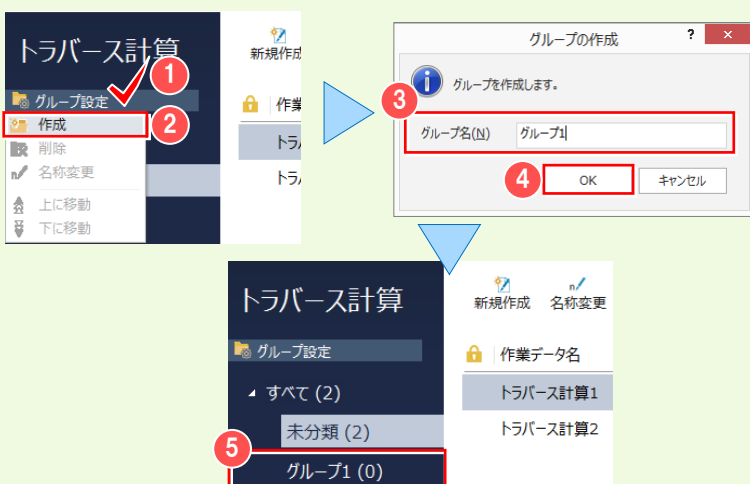 トラバース計算
1
グループ設定
作成
2
削除
名称変更
上に移動
下に移動
新規作成
作業
トラ
トラ
グループの作成
? ×
グループを作成します。
3
グループ名(N) グループ1
4
OK キャンセル
トラバース計算
グループ設定
すべて (2)
未分類 (2)
5
グループ1 (0)
新規作成 名称変更
作業データ名
トラバース計算1
トラバース計算2